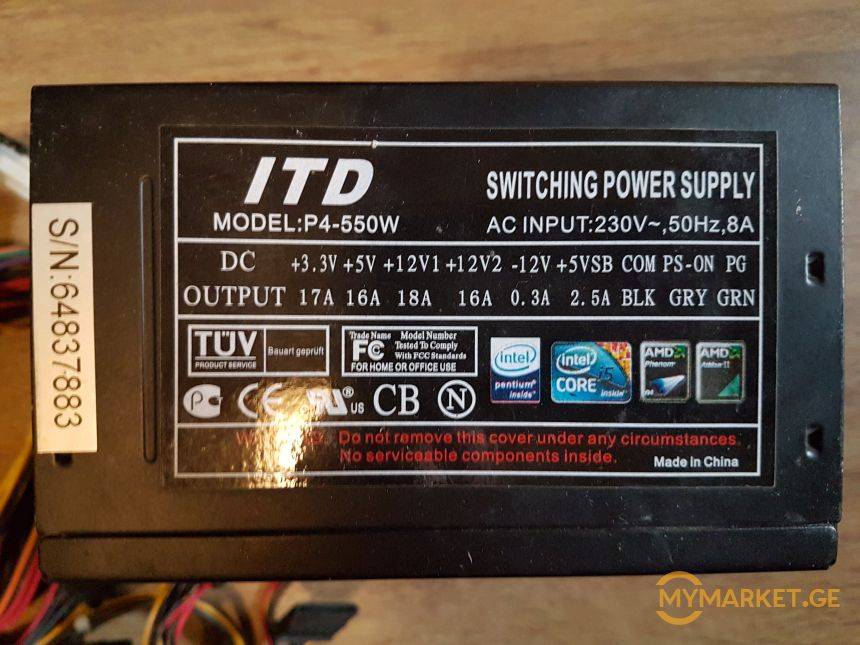 ITD
SWITCHING POWER SUPPLY
MODEL:P4-550W
AC INPUT:230V~,50Hz,8A
DC +3.3V +5V +12V1 +12V2 -12V +5VSB COM PS-ON PG
OUTPUT 17A 16A 18A 16A 0.3A 2.5A BLK GRY GRN
TÜV
PRODUCT SERVICE
Bauart geprüft
Trade Name Model Number
FC Tested To Comply
With FCC Standards
FOR HOME OR OFFICE USE
intel
pentium
inside
intel
CORE i5
inside
AMD
Phenom
AMD
Athlon II
P CE US CB N
Do not remove this cover under any circumstances.
No serviceable components inside.
Made in China
S/N:64837883
MYMARKET.GE